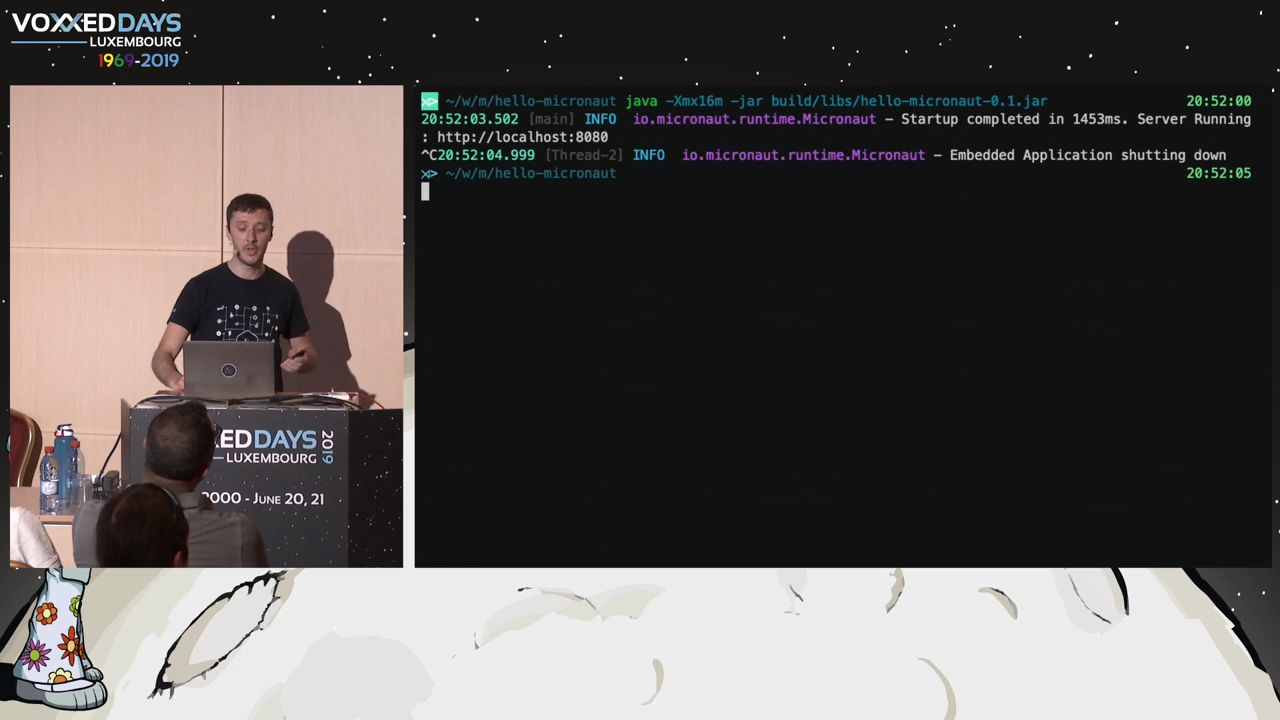 VOXXED DAYS
LUXEMBOURG
1969-2019
~/w/m/hello-micronaut java -Xmx16m -jar build/libs/hello-micronaut-0.1.jar 20:52:00
20:52:03.502 [main] INFO io.micronaut.runtime.Micronaut - Startup completed in 1453ms. Server Running
: http://localhost:8080
^C20:52:04.999 [Thread-2] INFO io.micronaut.runtime.Micronaut - Embedded Application shutting down
~/w/m/hello-micronaut 20:52:05
XED DAYS 2019
LUXEMBOURG
2000 - JUNE 20, 21